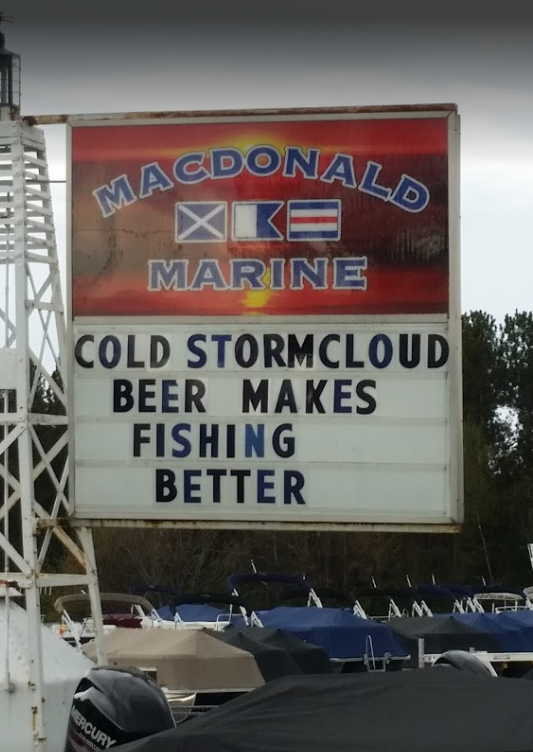 MACDONALD
MARINE
COLD STORMCLOUD
BEER MAKES
FISHING
BETTER
MERCURY